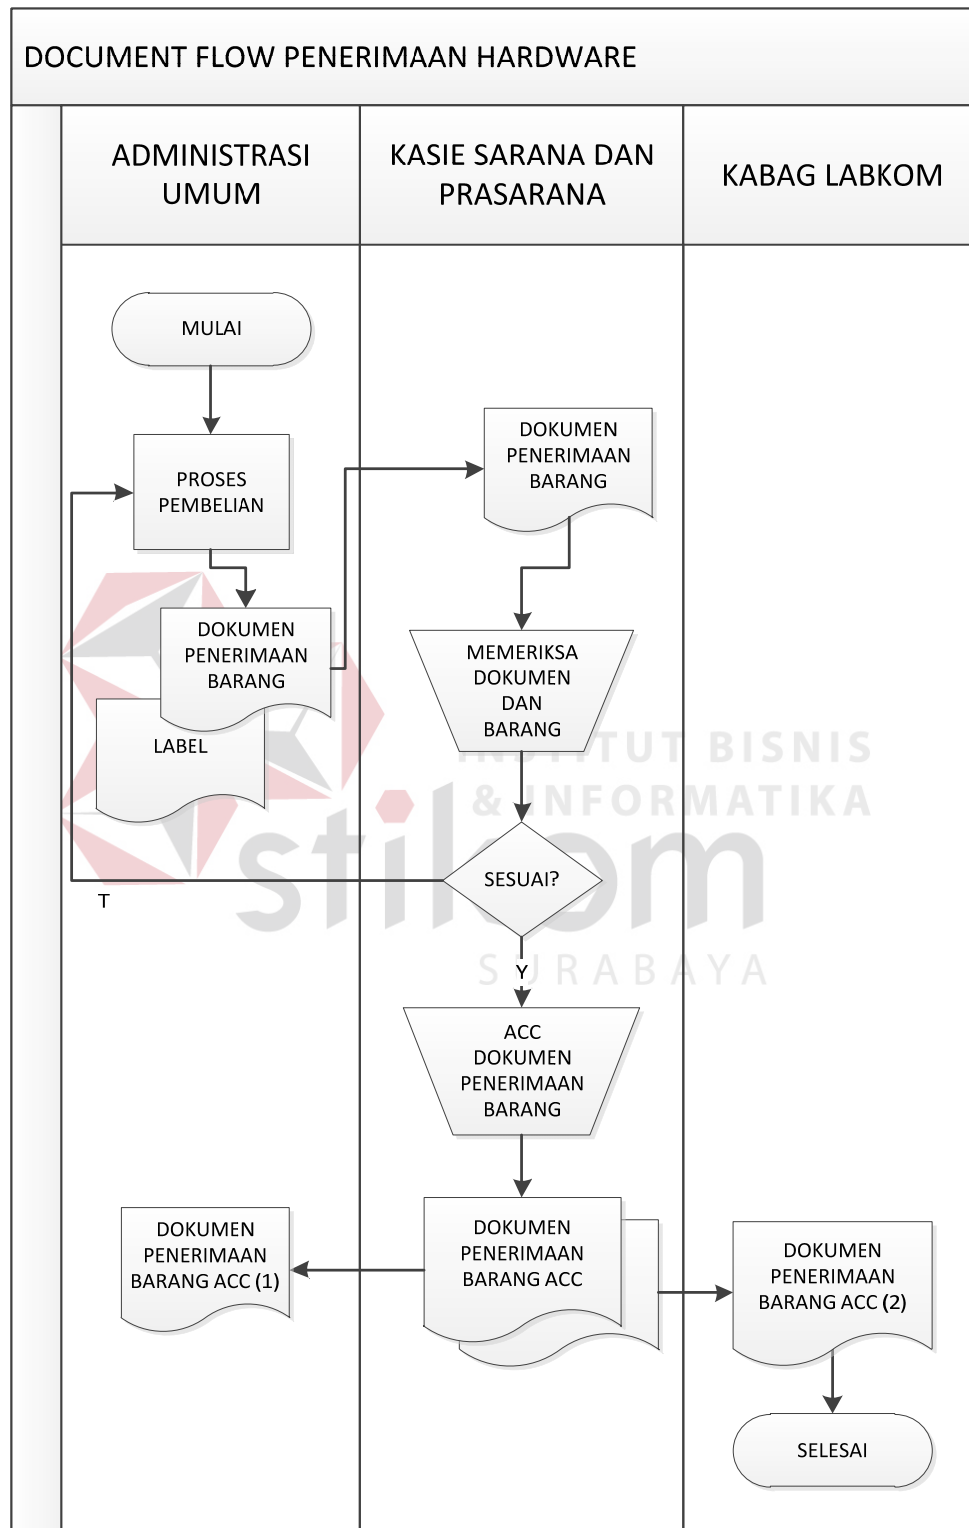 DOCUMENT FLOW PENERIMAAN HARDWARE
ADMINISTRASI
UMUM
KASIE SARANA DAN
PRASARANA
KABAG LABKOM
MULAI
PROSES
PEMBELIAN
DOKUMEN
PENERIMAAN
BARANG
LABEL
DOKUMEN
PENERIMAAN
BARANG
MEMERIKSA
DOKUMEN
DAN
BARANG
SESUAI?
T
Y
ACC
DOKUMEN
PENERIMAAN
BARANG
DOKUMEN
PENERIMAAN
BARANG ACC
DOKUMEN
PENERIMAAN
BARANG ACC (1)
DOKUMEN
PENERIMAAN
BARANG ACC (2)
SELESAI
INSTITUT BISNIS
& INFORMATIKA
stikom
SURABAYA